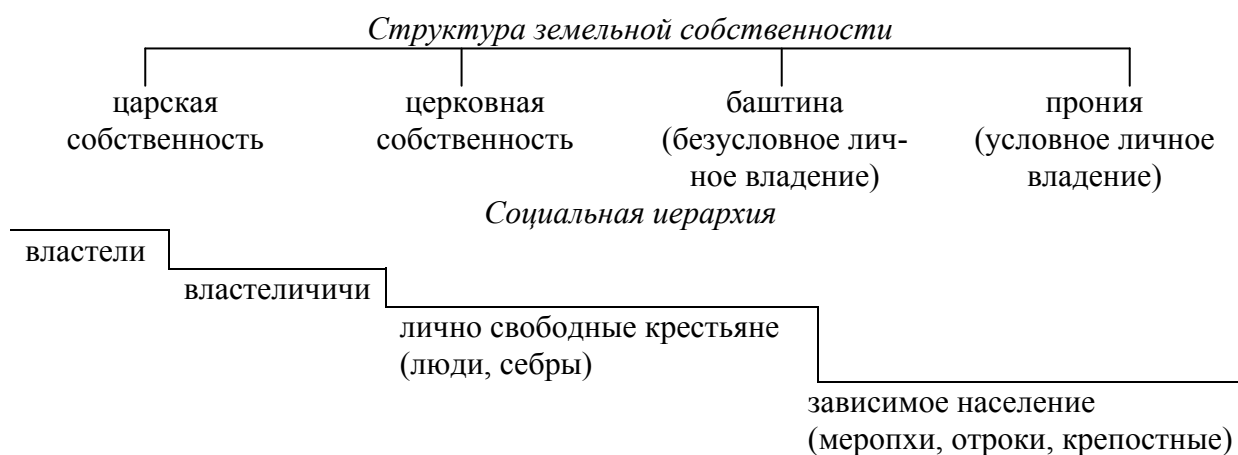 Структура земельной собственности
царская церковная баштина прония
собственность собственность (безусловное лич- (условное личное
ное владение) владение)
Социальная иерархия
властели
властеличичи
лично свободные крестьяне
(люди, себры)
зависимое население
(меропхи, отроки, крепостные)